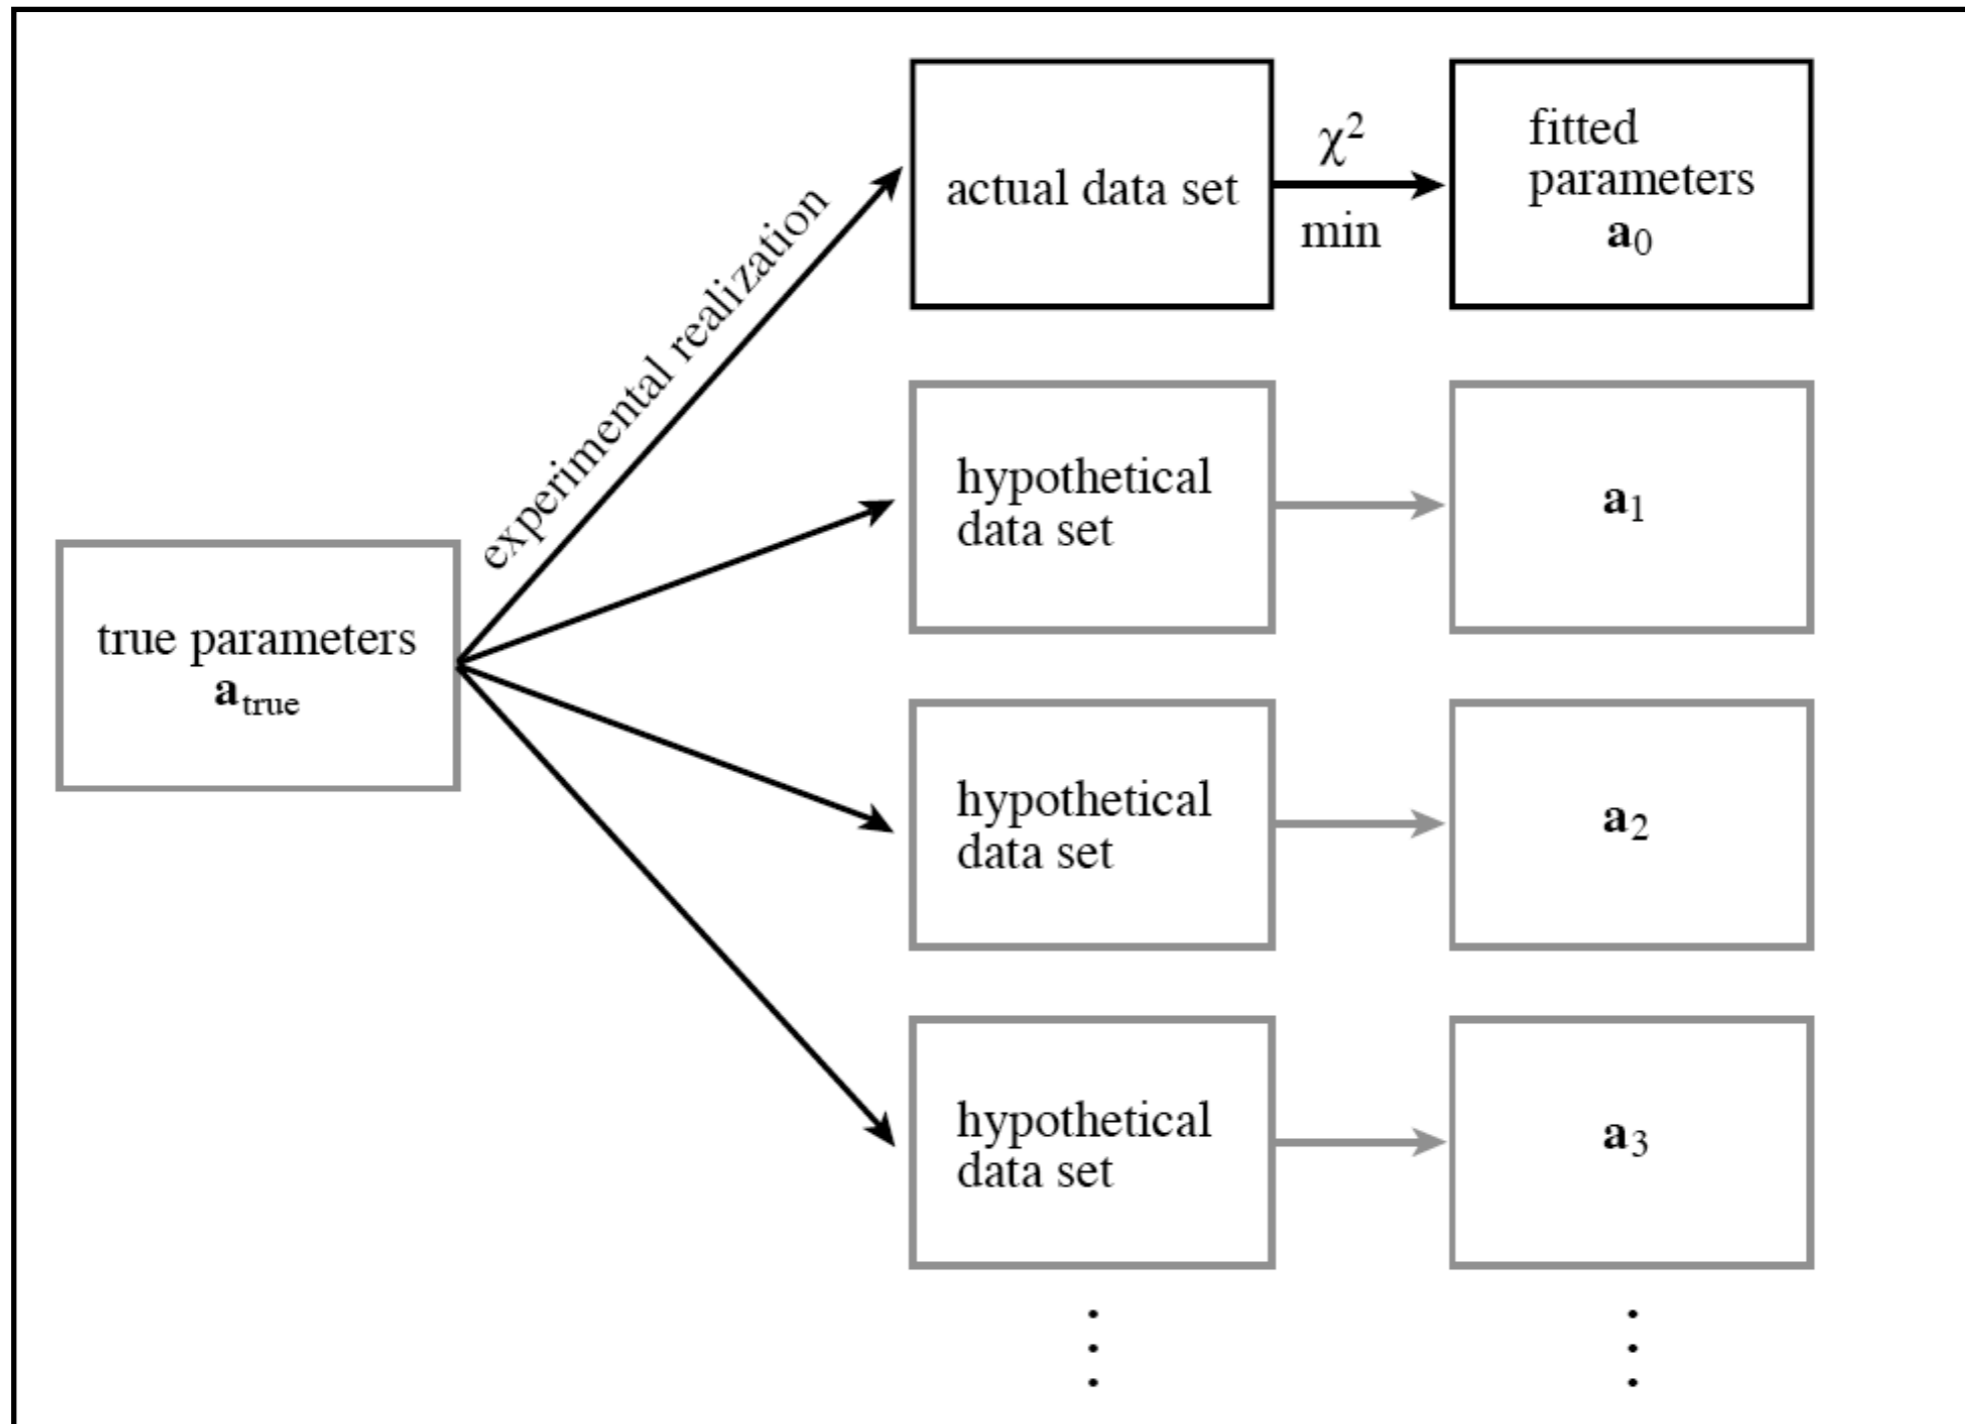 experimental realization
true parameters
a_true
actual data set
χ²
min
fitted
parameters
a₀
hypothetical
data set
a₁
hypothetical
data set
a₂
hypothetical
data set
a₃